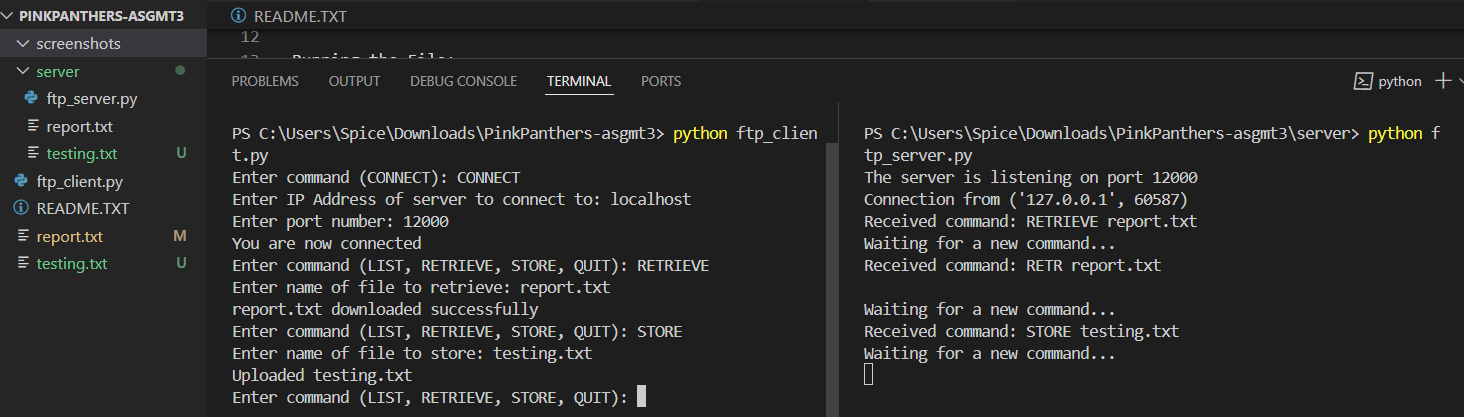 PINKPANTHERS-ASGMT3
screenshots
server
ftp_server.py
report.txt
testing.txt U
ftp_client.py
README.TXT
report.txt M
testing.txt U
README.TXT
12
PROBLEMS OUTPUT DEBUG CONSOLE TERMINAL PORTS python
PS C:\Users\Spice\Downloads\PinkPanthers-asgmt3> python ftp_clien
t.py
Enter command (CONNECT): CONNECT
Enter IP Address of server to connect to: localhost
Enter port number: 12000
You are now connected
Enter command (LIST, RETRIEVE, STORE, QUIT): RETRIEVE
Enter name of file to retrieve: report.txt
report.txt downloaded successfully
Enter command (LIST, RETRIEVE, STORE, QUIT): STORE
Enter name of file to store: testing.txt
Uploaded testing.txt
Enter command (LIST, RETRIEVE, STORE, QUIT):
PS C:\Users\Spice\Downloads\PinkPanthers-asgmt3\server> python f
tp_server.py
The server is listening on port 12000
Connection from ('127.0.0.1', 60587)
Received command: RETRIEVE report.txt
Waiting for a new command...
Received command: RETR report.txt
Waiting for a new command...
Received command: STORE testing.txt
Waiting for a new command...